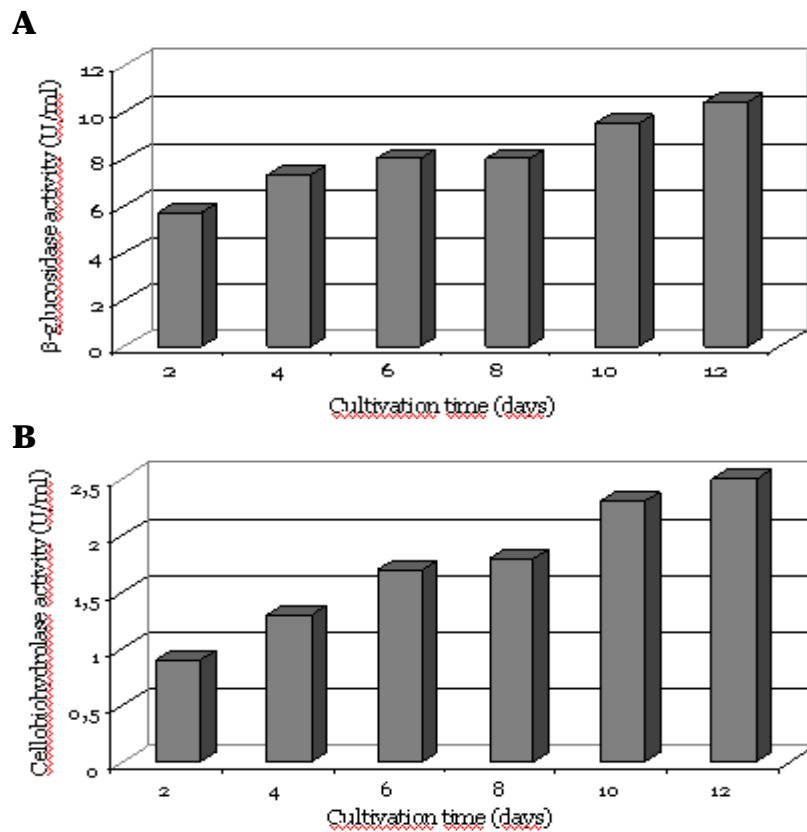 A
β-glucosidase activity (U/ml)
12
10
8
6
4
2
0
2 4 6 8 10 12
Cultivation time (days)
B
Cellobiohydrolase activity (U/ml)
2,5
2
1,5
1
0,5
0
2 4 6 8 10 12
Cultivation time (days)